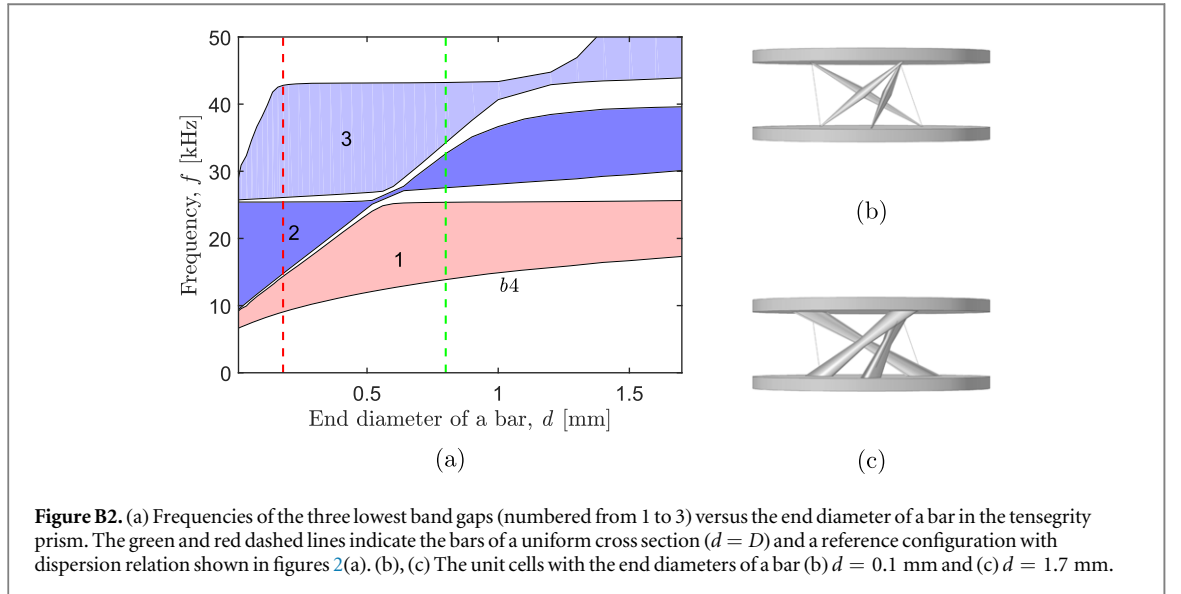 50
40
30
20
10
0
Frequency, f [kHz]
3
2
1
b4
0.5
1
1.5
End diameter of a bar, d [mm]
(a)
(b)
(c)
Figure B2. (a) Frequencies of the three lowest band gaps (numbered from 1 to 3) versus the end diameter of a bar in the tensegrity
prism. The green and red dashed lines indicate the bars of a uniform cross section (d = D) and a reference configuration with
dispersion relation shown in figures 2(a). (b), (c) The unit cells with the end diameters of a bar (b) d = 0.1 mm and (c) d = 1.7 mm.